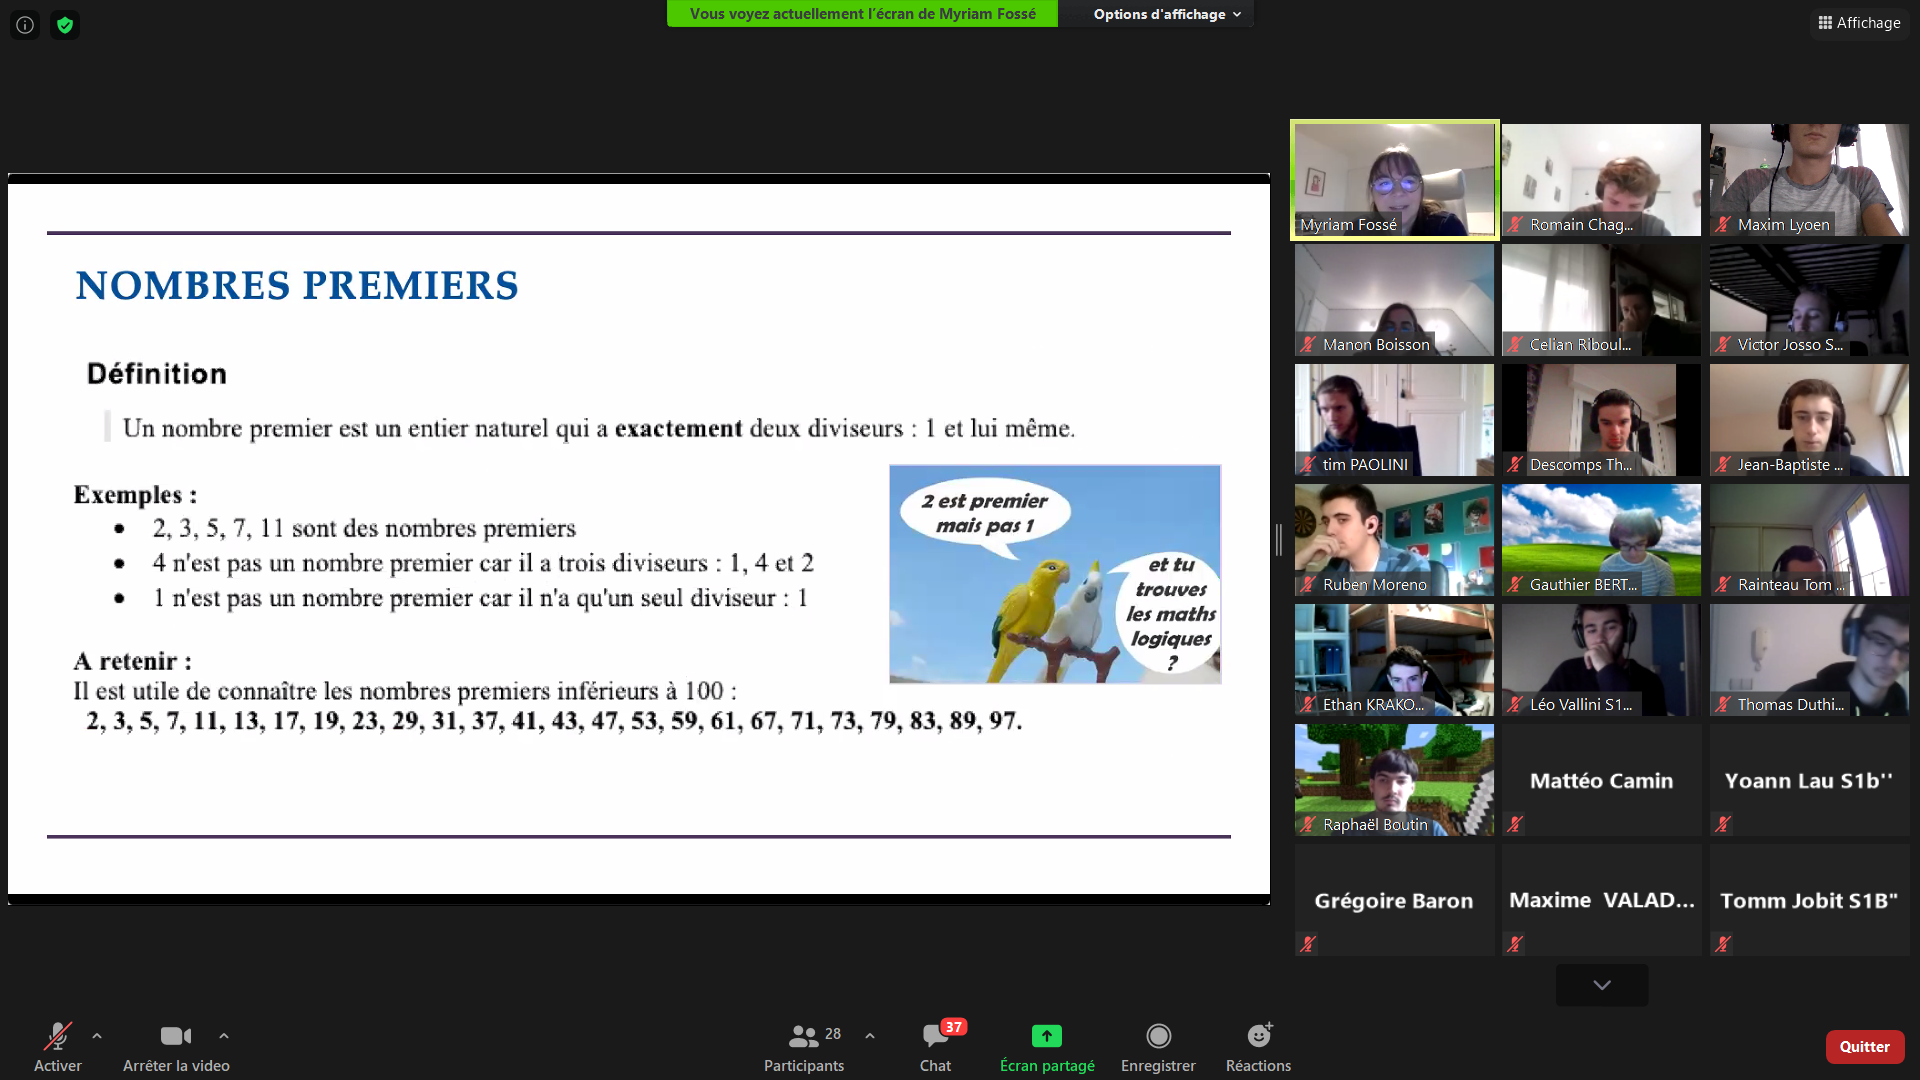 Vous voyez actuellement l'écran de Myriam Fossé
Options d'affichage
Affichage
NOMBRES PREMIERS
Définition
Un nombre premier est un entier naturel qui a exactement deux diviseurs : 1 et lui même.
Exemples :
• 2, 3, 5, 7, 11 sont des nombres premiers
• 4 n'est pas un nombre premier car il a trois diviseurs : 1, 4 et 2
• 1 n'est pas un nombre premier car il n'a qu'un seul diviseur : 1
2 est premier
mais pas 1
et tu
trouves
les maths
logiques
?
A retenir :
Il est utile de connaître les nombres premiers inférieurs à 100 :
2, 3, 5, 7, 11, 13, 17, 19, 23, 29, 31, 37, 41, 43, 47, 53, 59, 61, 67, 71, 73, 79, 83, 89, 97.
Myriam Fossé
Romain Chag...
Maxim Lyoen
Manon Boisson
Celian Riboul...
Victor Josso S...
tim PAOLINI
Descomps Th...
Jean-Baptiste ...
Ruben Moreno
Gauthier BERT...
Rainteau Tom ...
Ethan KRAKO...
Léo Vallini S1...
Thomas Duthi...
Raphaël Boutin
Mattéo Camin
Yoann Lau S1b''
Grégoire Baron
Maxime VALAD...
Tomm Jobit S1B"
Activer
Arrêter la video
Participants
28
Chat
37
Écran partagé
Enregistrer
Réactions
Quitter